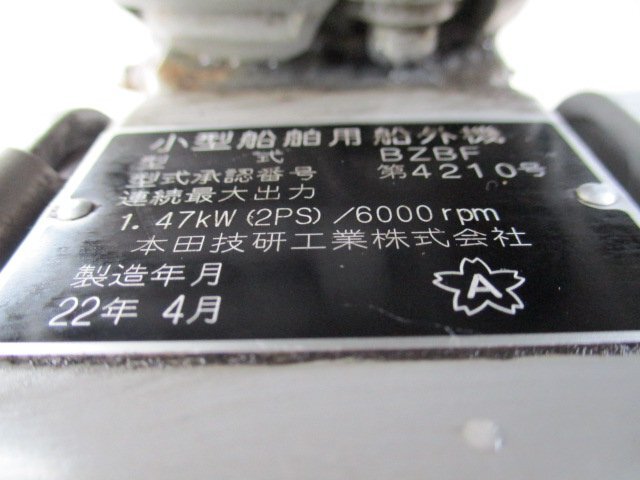 小型船舶用船外機
型式 BZBF
型式承認番号 第4210号
連続最大出力
1.47kW(2PS)/6000rpm
本田技研工業株式会社
製造年月
22年 4月
A